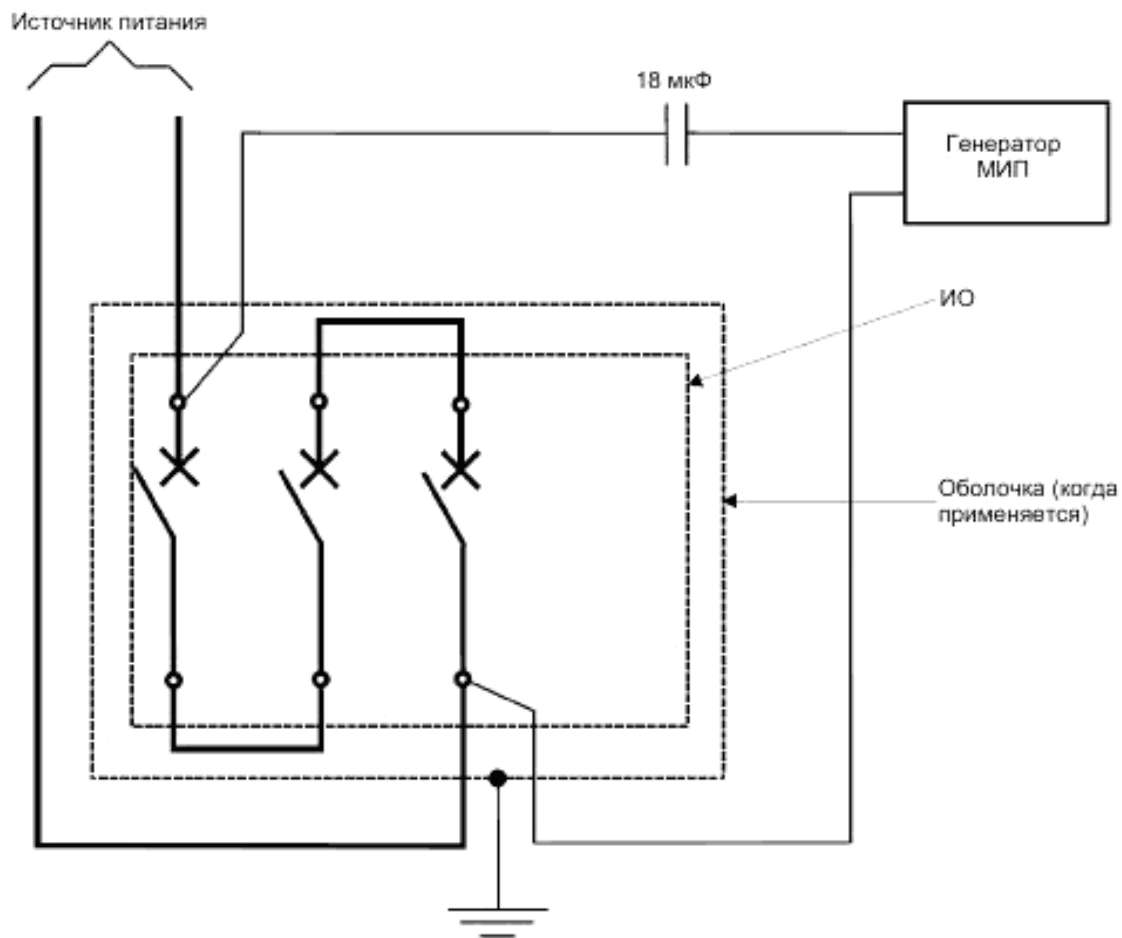 Источник питания
18 мкФ
Генератор
МИП
ИО
Оболочка (когда
применяется)